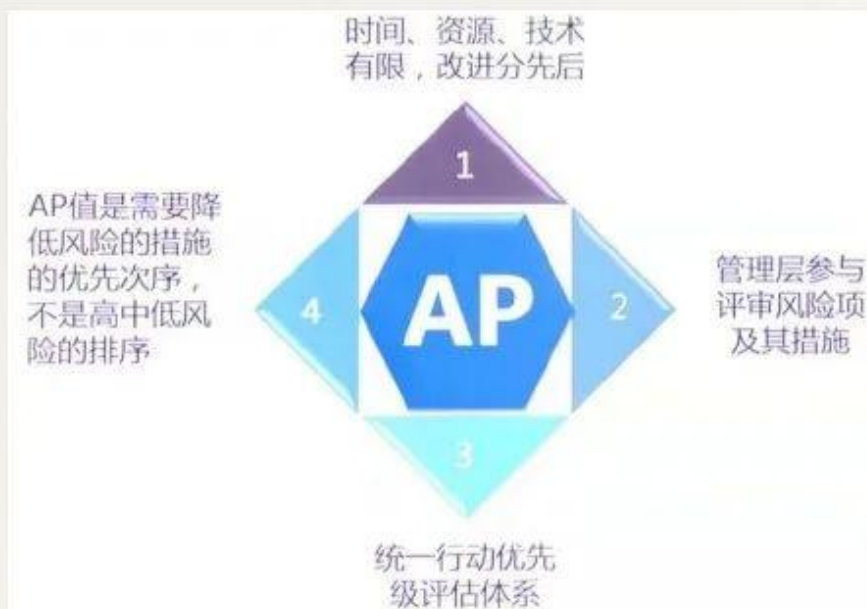 时间、资源、技术
有限，改进分先后
1
AP值是需要降
低风险的措施
的优先次序，
不是高中低风
险的排序
4
AP
2
管理层参与
评审风险项
及其措施
3
统一行动优先
级评估体系